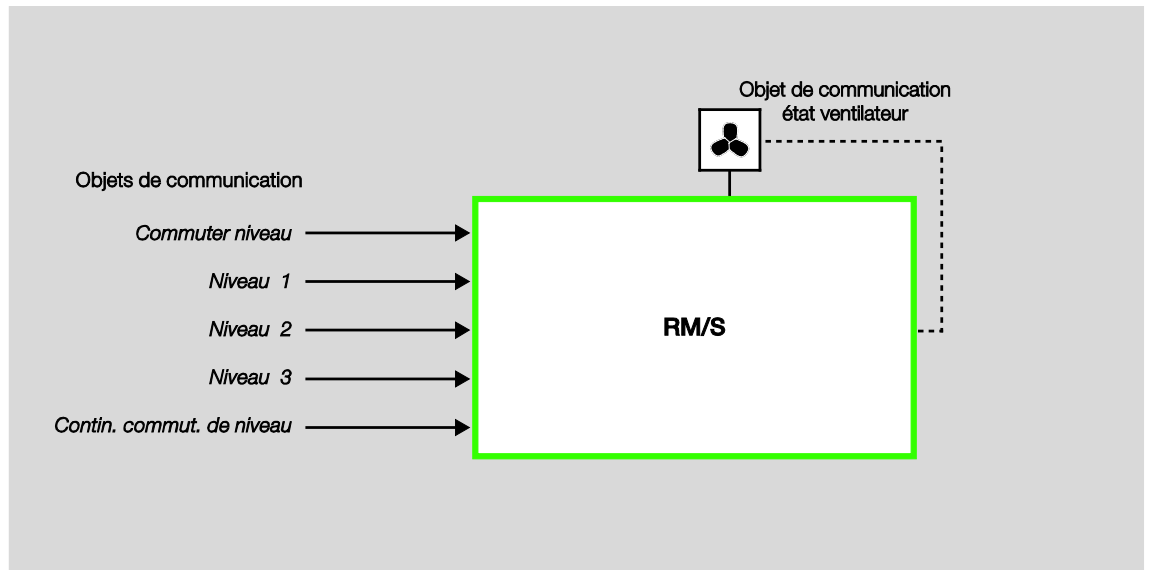 Objet de communication
état ventilateur
Objets de communication
Commuter niveau
Niveau 1
Niveau 2
Niveau 3
Contin. commut. de niveau
RM/S